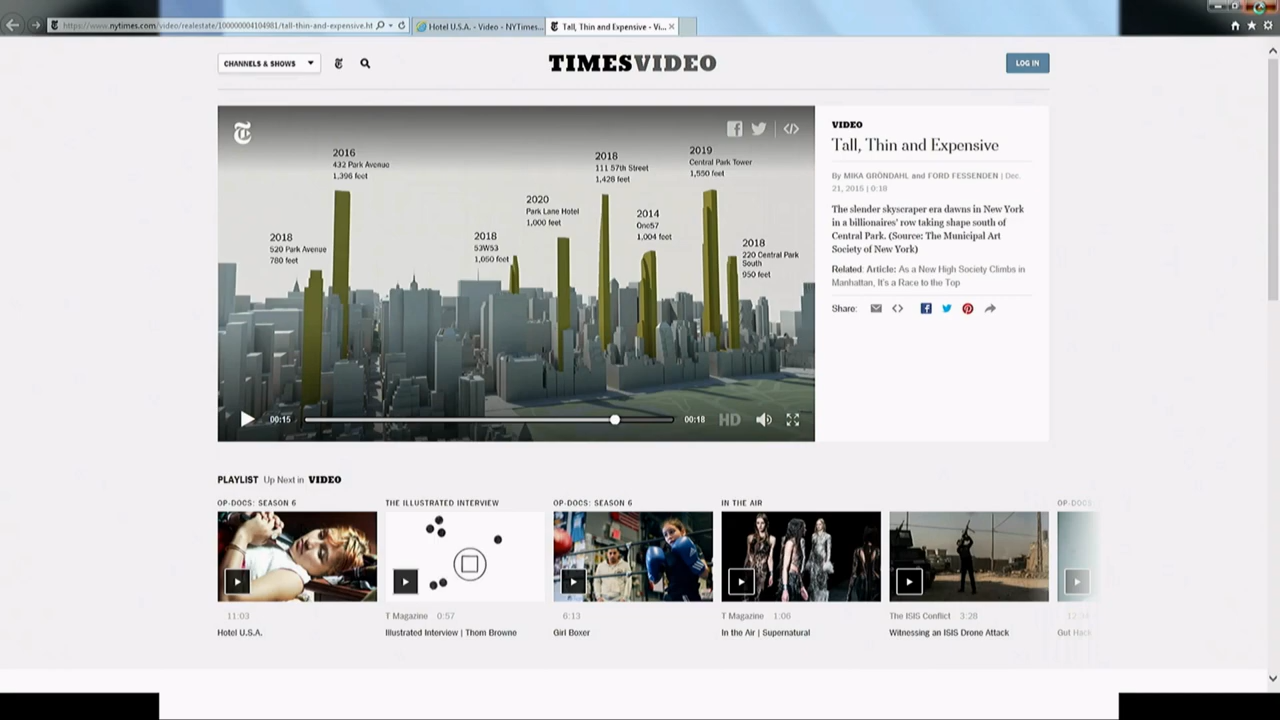 https://www.nytimes.com/video/realestate/100000004104981/tall-thin-and-expensive.ht
Hotel U.S.A. - Video - NYTimes...
Tall, Thin and Expensive - Vi...
CHANNELS & SHOWS
TIMESVIDEO
LOG IN
2016
432 Park Avenue
1,396 feet
2018
111 57th Street
1,428 feet
2019
Central Park Tower
1,550 feet
2020
Park Lane Hotel
1,000 feet
2014
One57
1,004 feet
2018
520 Park Avenue
780 feet
2018
53W53
1,050 feet
2018
220 Central Park
South
950 feet
00:15
00:18
HD
VIDEO
Tall, Thin and Expensive
By MIKA GRÖNDAHL and FORD FESSENDEN | Dec.
21, 2015 | 0:18
The slender skyscraper era dawns in New York
in a billionaires' row taking shape south of
Central Park. (Source: The Municipal Art
Society of New York)
Related: Article: As a New High Society Climbs in
Manhattan, It's a Race to the Top
Share:
PLAYLIST Up Next in VIDEO
OP-DOCS: SEASON 6
THE ILLUSTRATED INTERVIEW
OP-DOCS: SEASON 6
IN THE AIR
OP-DOCS
11:03
T Magazine 0:57
6:13
T Magazine 1:06
The ISIS Conflict 3:28
Hotel U.S.A.
Illustrated Interview | Thom Browne
Girl Boxer
In the Air | Supernatural
Witnessing an ISIS Drone Attack
Gut Hack